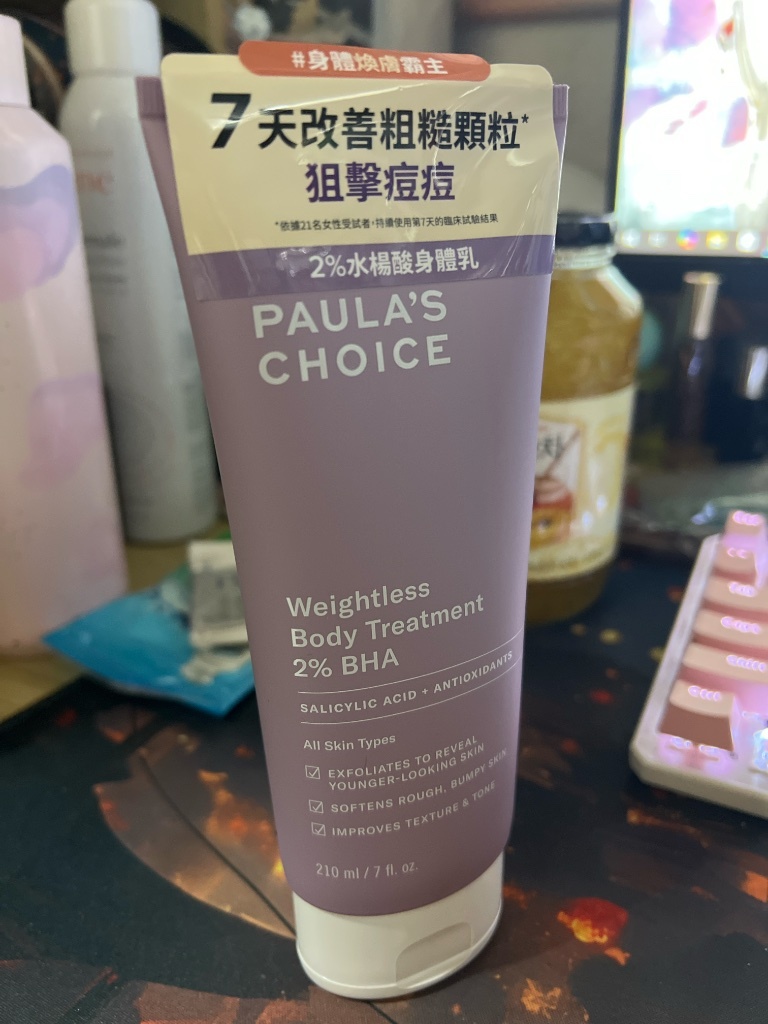 #身體煥膚霸主
7天改善粗糙顆粒*
狙擊痘痘
*依據21名女性受試者,持續使用第7天的臨床試驗結果
2%水楊酸身體乳
PAULA'S
CHOICE
Weightless
Body Treatment
2% BHA
SALICYLIC ACID + ANTIOXIDANTS
All Skin Types
EXFOLIATES TO REVEAL
YOUNGER-LOOKING SKIN
SOFTENS ROUGH, BUMPY SKIN
IMPROVES TEXTURE & TONE
210 ml / 7 fl. oz.